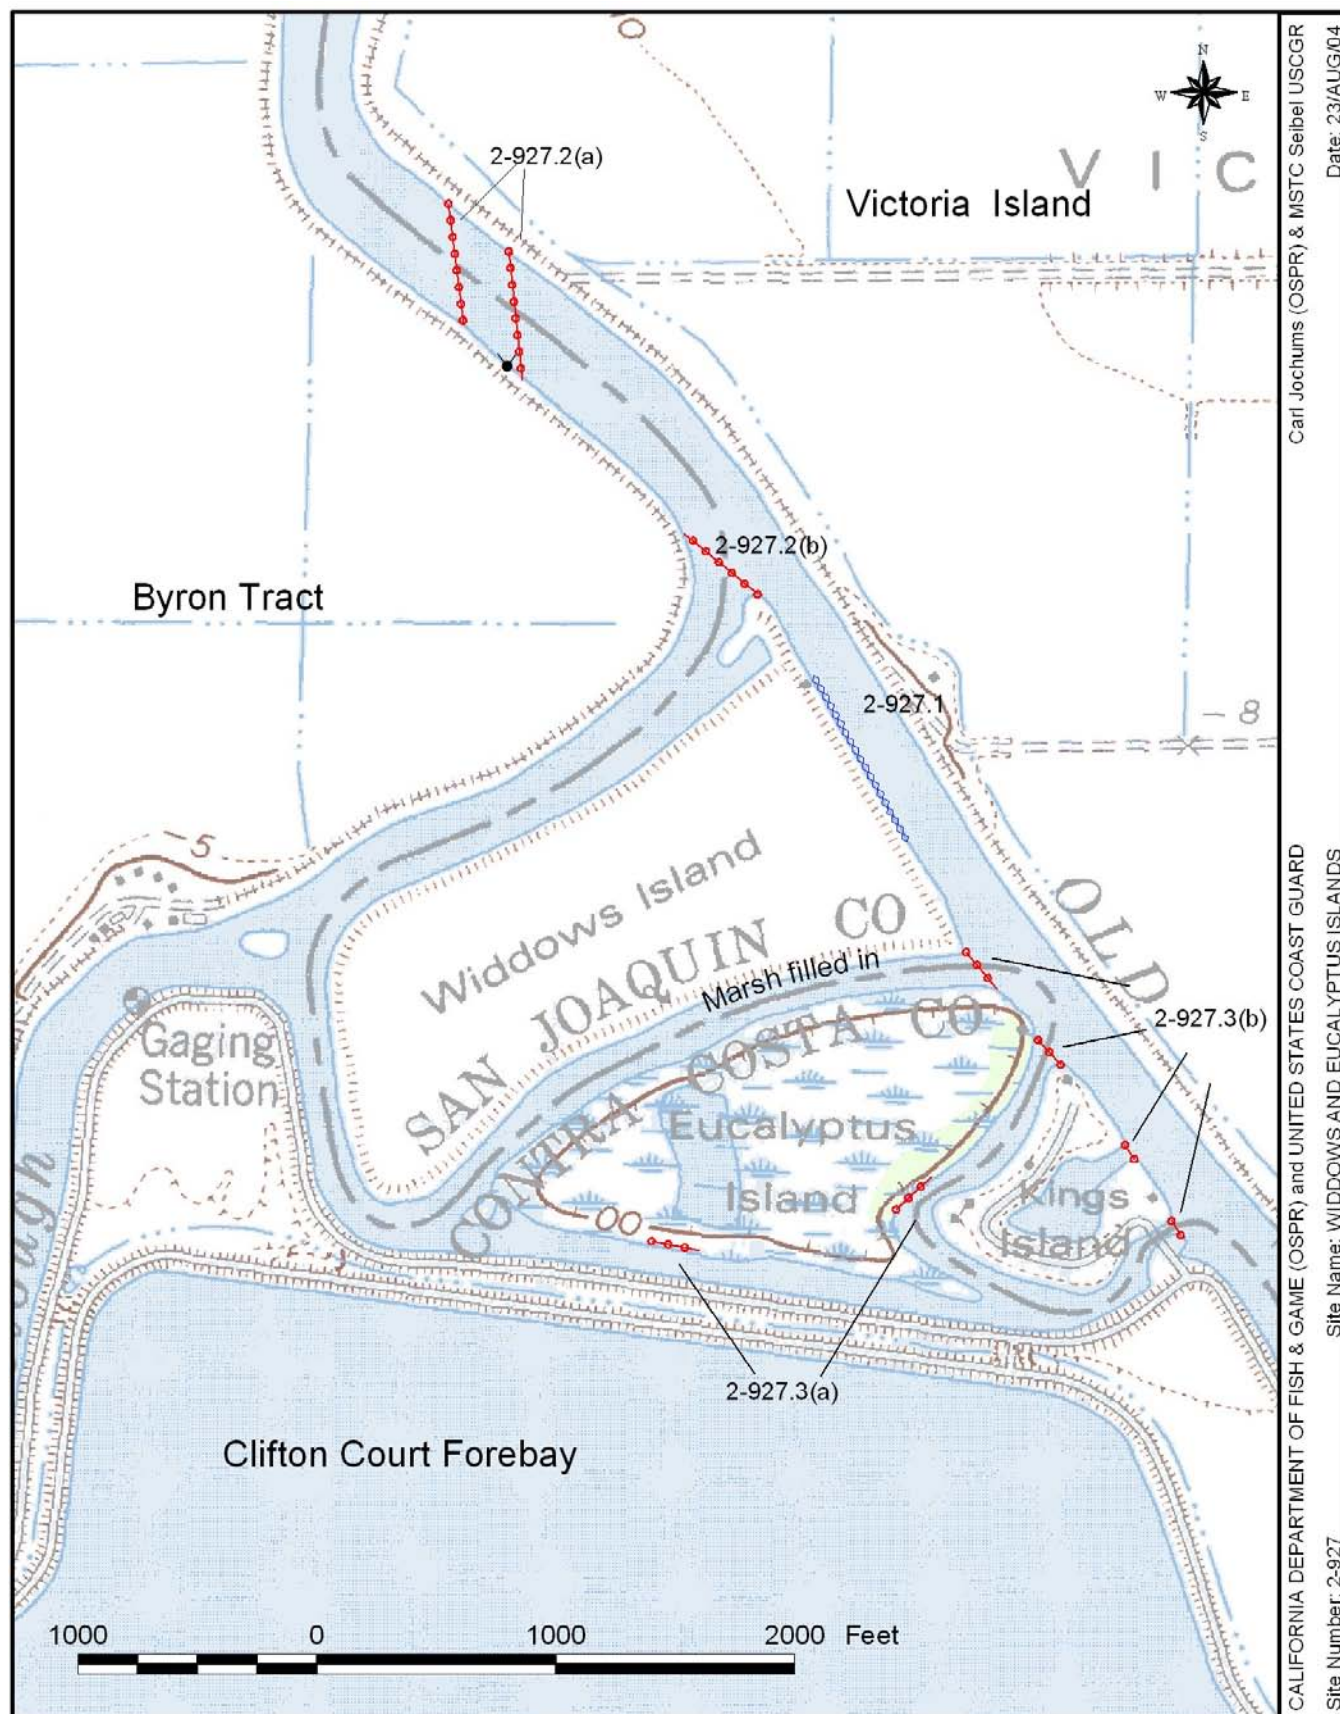 N
W E
S
2-927.2(a)
V I C
Victoria Island
2-927.2(b)
Byron Tract
2-927.1
- 8
- 5
Widdows Island
SAN JOAQUIN CO
Marsh filled in
OLD
CONTRA COSTA CO
2-927.3(b)
Gaging
Station
Eucalyptus
Island
Kings
Island
00
2-927.3(a)
Clifton Court Forebay
1000 0 1000 2000 Feet
CALIFORNIA DEPARTMENT OF FISH & GAME (OSPR) and UNITED STATES COAST GUARD
Carl Jochums (OSPR) & MSTC Seibel USCGR
Site Number: 2-927
Site Name: WIDDOWS AND EUCALYPTUS ISLANDS
Date: 23/AUG/04